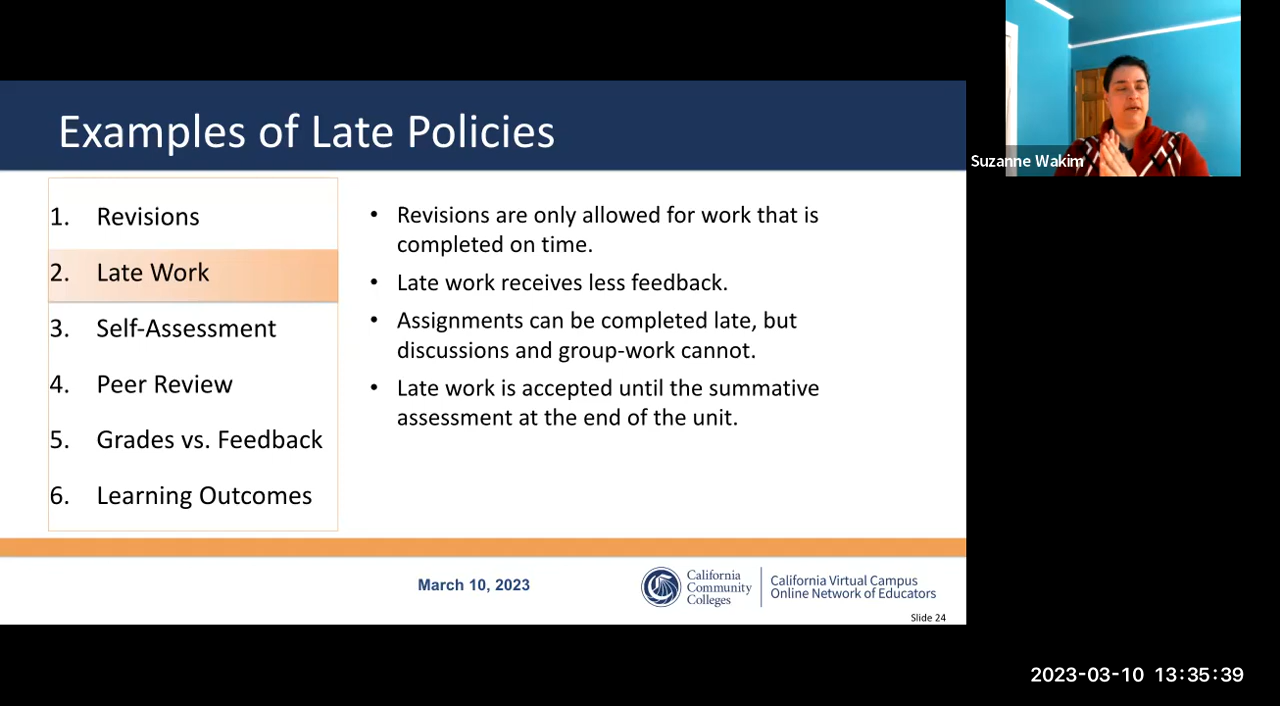 Examples of Late Policies
Suzanne Wakim
1. Revisions
2. Late Work
3. Self-Assessment
4. Peer Review
5. Grades vs. Feedback
6. Learning Outcomes
• Revisions are only allowed for work that is
completed on time.
• Late work receives less feedback.
• Assignments can be completed late, but
discussions and group-work cannot.
• Late work is accepted until the summative
assessment at the end of the unit.
March 10, 2023
California
Community
Colleges
California Virtual Campus
Online Network of Educators
Slide 24
2023-03-10 13:35:39